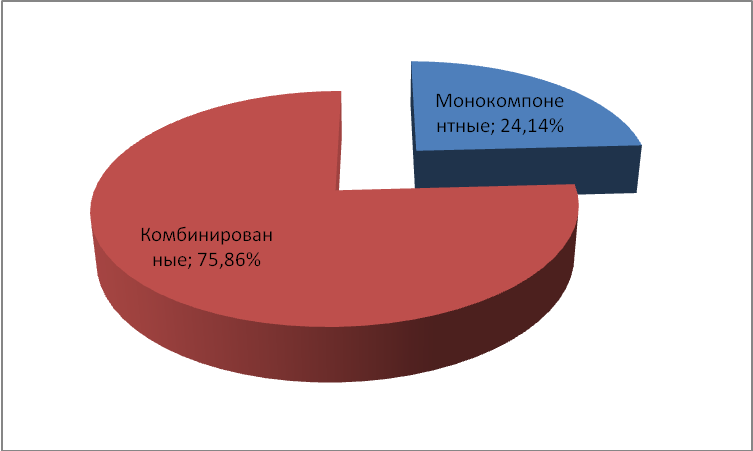 Монокомпоне
нтные; 24,14%
Комбинирован
ные; 75,86%